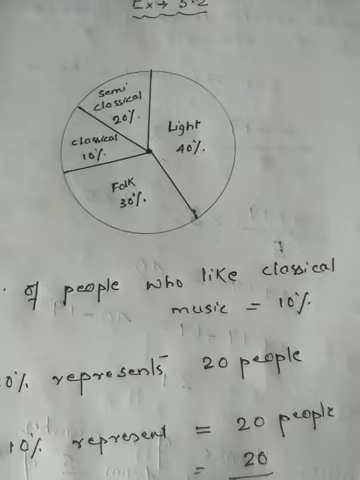 Ex → 3.2
Semi
classical
20%.
Light
40%.
classical
10%.
Folk
30%.
. of people who like classical
music = 10%
0% represents 20 people
10% represent = 20 people
= 20